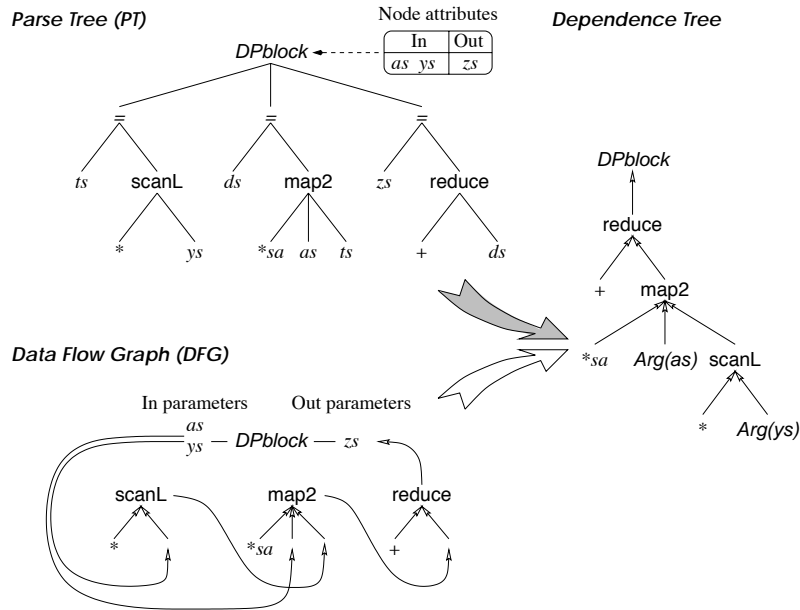 Parse Tree (PT)
Node attributes
Dependence Tree
In Out
DPblock
as ys zs
= = =
ts scanL ds map2 zs reduce
* ys *sa as ts + ds
DPblock
reduce
+ map2
*sa Arg(as) scanL
* Arg(ys)
Data Flow Graph (DFG)
In parameters Out parameters
as
ys DPblock zs
scanL map2 reduce
* *sa +